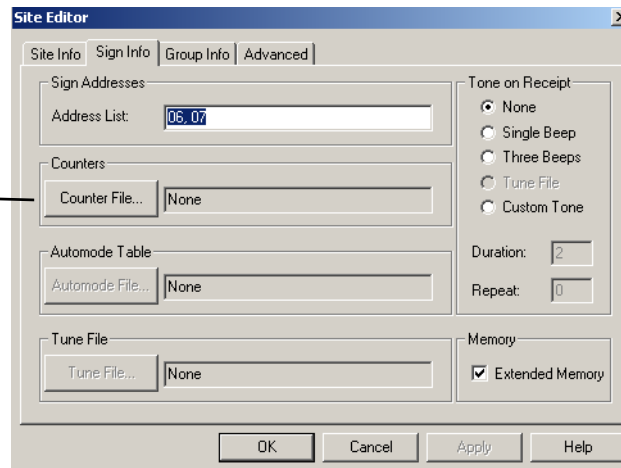 Site Editor
Site Info Sign Info Group Info Advanced
Sign Addresses
Address List: 06, 07
Counters
Counter File... None
Automode Table
Automode File... None
Tune File
Tune File... None
Tone on Receipt
None
Single Beep
Three Beeps
Tune File
Custom Tone
Duration: 2
Repeat: 0
Memory
Extended Memory
OK Cancel Apply Help